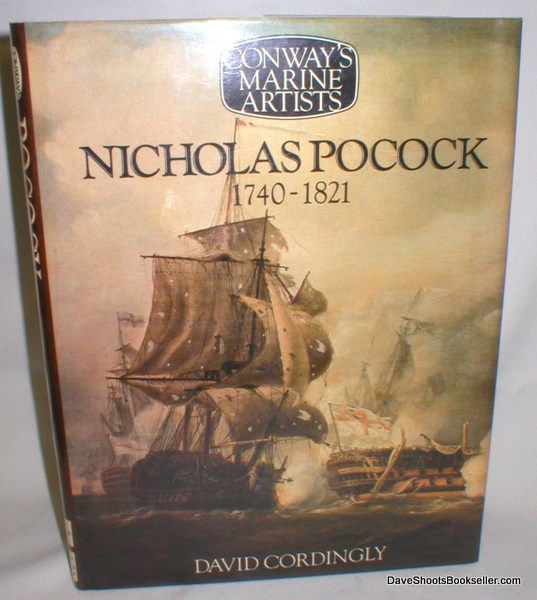 CONWAY'S
MARINE
ARTISTS
NICHOLAS POCOCK
1740-1821
DAVID CORDINGLY
POCOCK
DaveShootsBookseller.com